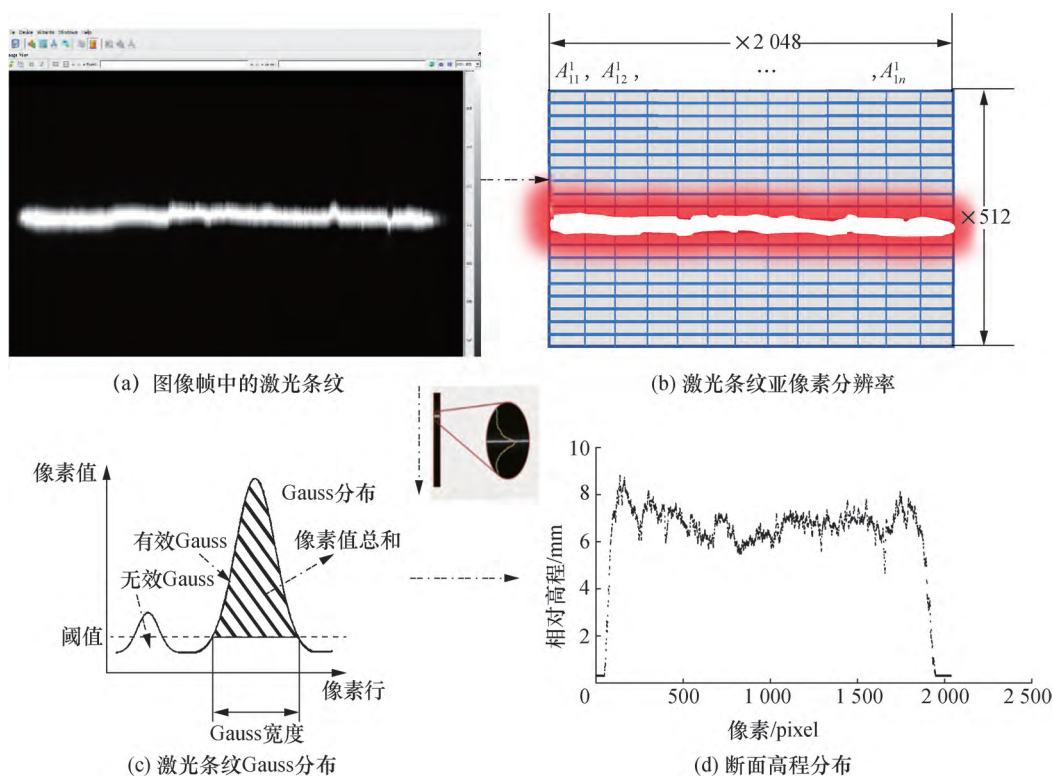 Device Wizards Windows Help
×2 048
A¹₁₁ , A¹₁₂ , ··· , A¹₁ₙ
×512
(a) 图像帧中的激光条纹
(b) 激光条纹亚像素分辨率
像素值
Gauss分布
有效Gauss
像素值总和
无效Gauss
阈值
像素行
Gauss宽度
(c) 激光条纹Gauss分布
10
8
6
4
2
相对高程/mm
0
500
1 000
1 500
2 000
2 500
像素/pixel
(d) 断面高程分布